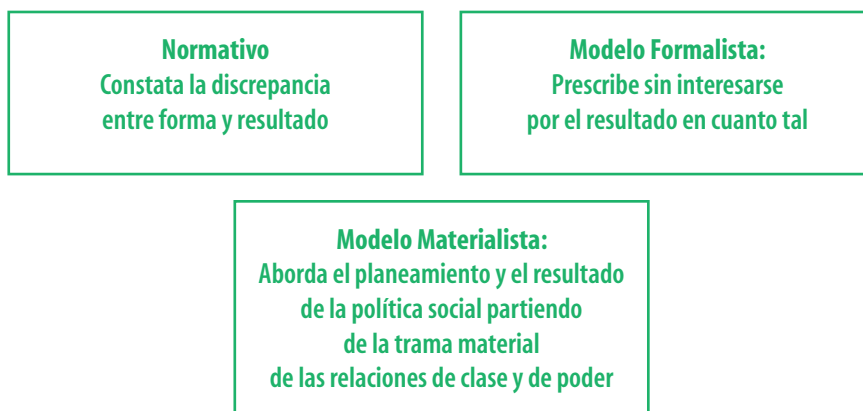 Normativo
Constata la discrepancia
entre forma y resultado
Modelo Formalista:
Prescribe sin interesarse
por el resultado en cuanto tal
Modelo Materialista:
Aborda el planeamiento y el resultado
de la política social partiendo
de la trama material
de las relaciones de clase y de poder